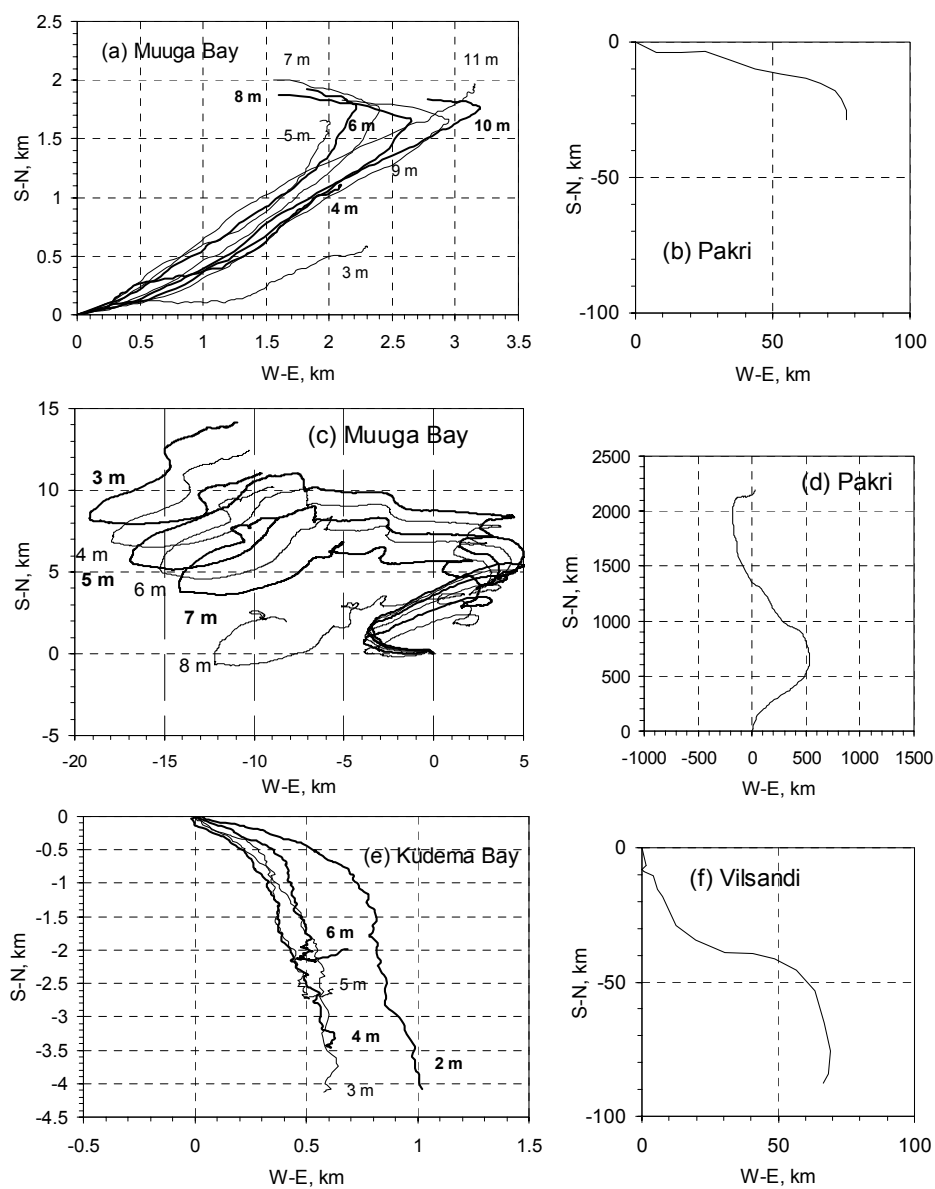 (a) Muuga Bay
S-N, km
2.5
2
1.5
1
0.5
0
7 m
11 m
8 m
5 m
6 m
10 m
9 m
4 m
3 m
0 0.5 1 1.5 2 2.5 3 3.5
W-E, km
(b) Pakri
S-N, km
0
-50
-100
0 50 100
W-E, km
(c) Muuga Bay
S-N, km
15
10
5
0
-5
3 m
4 m
5 m
6 m
7 m
8 m
-20 -15 -10 -5 0 5
W-E, km
(d) Pakri
S-N, km
2500
2000
1500
1000
500
0
-1000 -500 0 500 1000 1500
W-E, km
(e) Küdema Bay
S-N, km
0
-0.5
-1
-1.5
-2
-2.5
-3
-3.5
-4
-4.5
6 m
5 m
4 m
2 m
3 m
-0.5 0 0.5 1 1.5
W-E, km
(f) Vilsandi
S-N, km
0
-50
-100
0 50 100
W-E, km